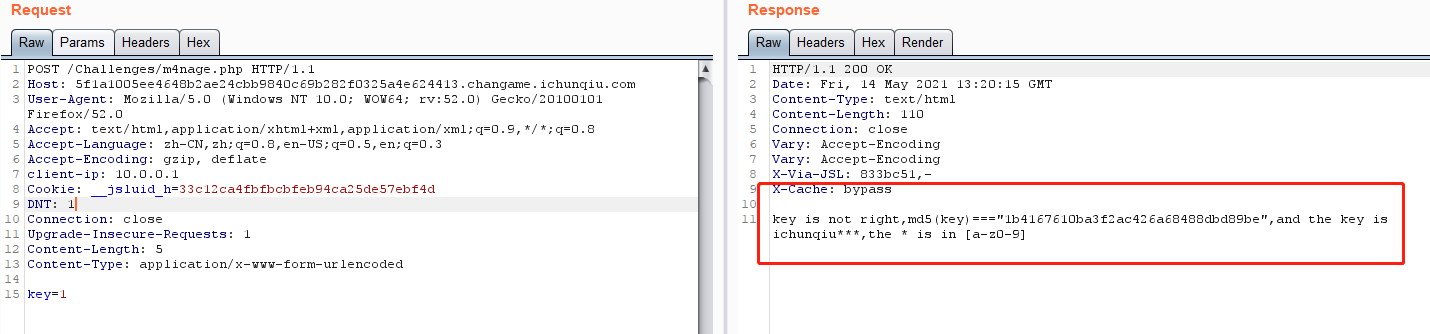 Request
Raw Params Headers Hex
1 POST /Challenges/m4nage.php HTTP/1.1
2 Host: 5f1a1005ee4648b2ae24cbb9840c69b282f0325a4e624413.changame.ichunqiu.com
3 User-Agent: Mozilla/5.0 (Windows NT 10.0; WOW64; rv:52.0) Gecko/20100101
Firefox/52.0
4 Accept: text/html,application/xhtml+xml,application/xml;q=0.9,*/*;q=0.8
5 Accept-Language: zh-CN,zh;q=0.8,en-US;q=0.5,en;q=0.3
6 Accept-Encoding: gzip, deflate
7 client-ip: 10.0.0.1
8 Cookie: __jsluid_h=33c12ca4fbfbcbfeb94ca25de57ebf4d
9 DNT: 1
10 Connection: close
11 Upgrade-Insecure-Requests: 1
12 Content-Length: 5
13 Content-Type: application/x-www-form-urlencoded
14
15 key=1
Response
Raw Headers Hex Render
1 HTTP/1.1 200 OK
2 Date: Fri, 14 May 2021 13:20:15 GMT
3 Content-Type: text/html
4 Content-Length: 110
5 Connection: close
6 Vary: Accept-Encoding
7 Vary: Accept-Encoding
8 X-Via-JSL: 833bc51,-
9 X-Cache: bypass
10
11 key is not right,md5(key)==="1b4167610ba3f2ac426a68488dbd89be",and the key is
ichunqiu***,the * is in [a-z0-9]